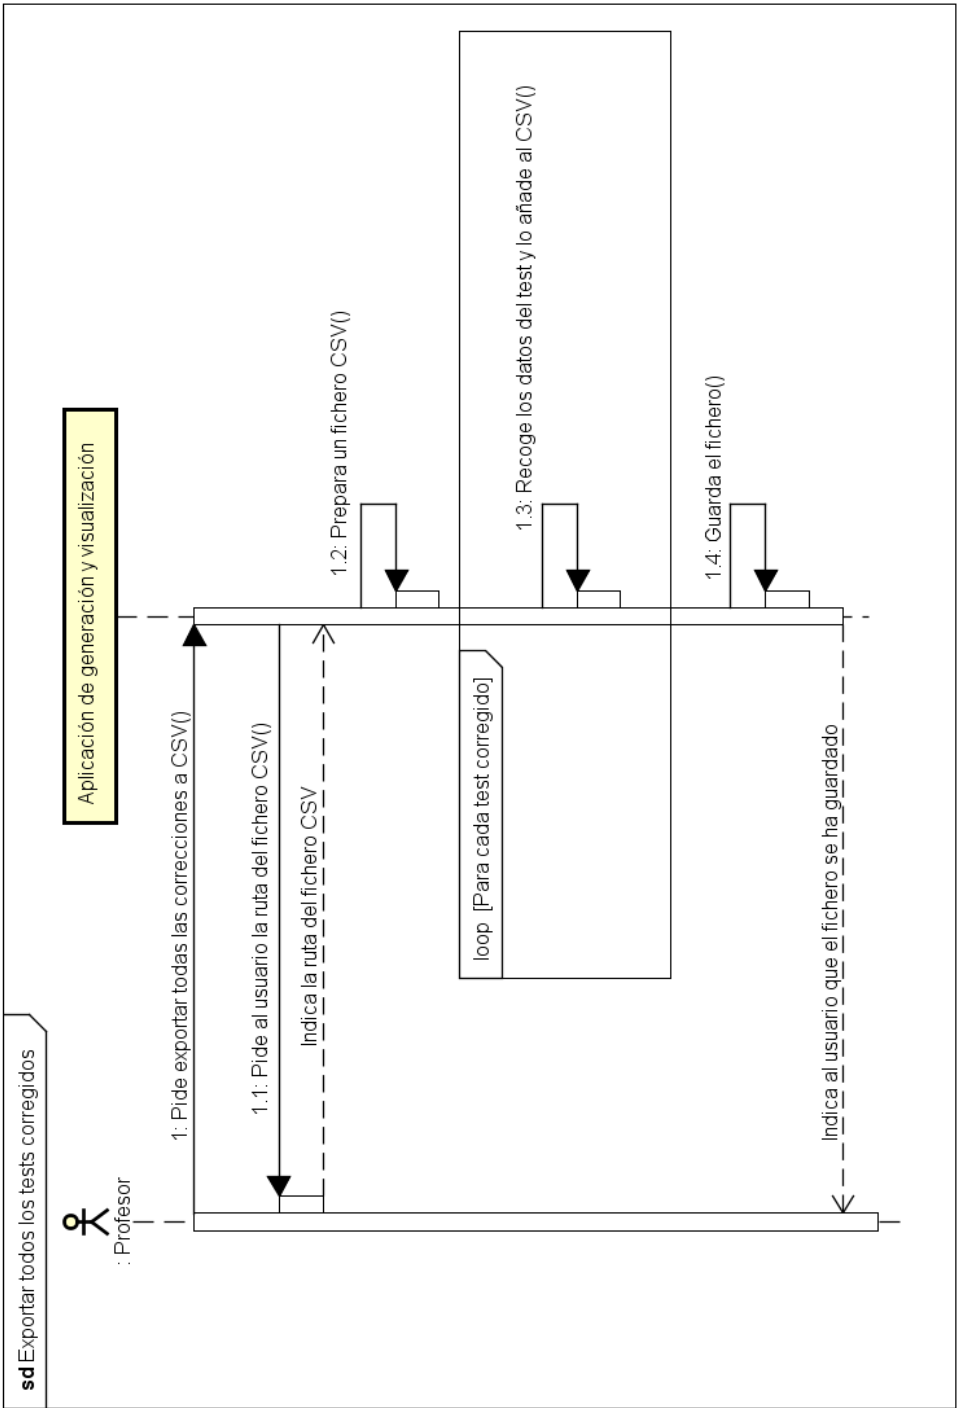 sd Exportar todos los tests corregidos
: Profesor
Aplicación de generación y visualización
1: Pide exportar todas las correcciones a CSV()
1.1: Pide al usuario la ruta del fichero CSV()
Indica la ruta del fichero CSV
1.2: Prepara un fichero CSV()
loop [Para cada test corregido]
1.3: Recoge los datos del test y lo añade al CSV()
1.4: Guarda el fichero()
Indica al usuario que el fichero se ha guardado